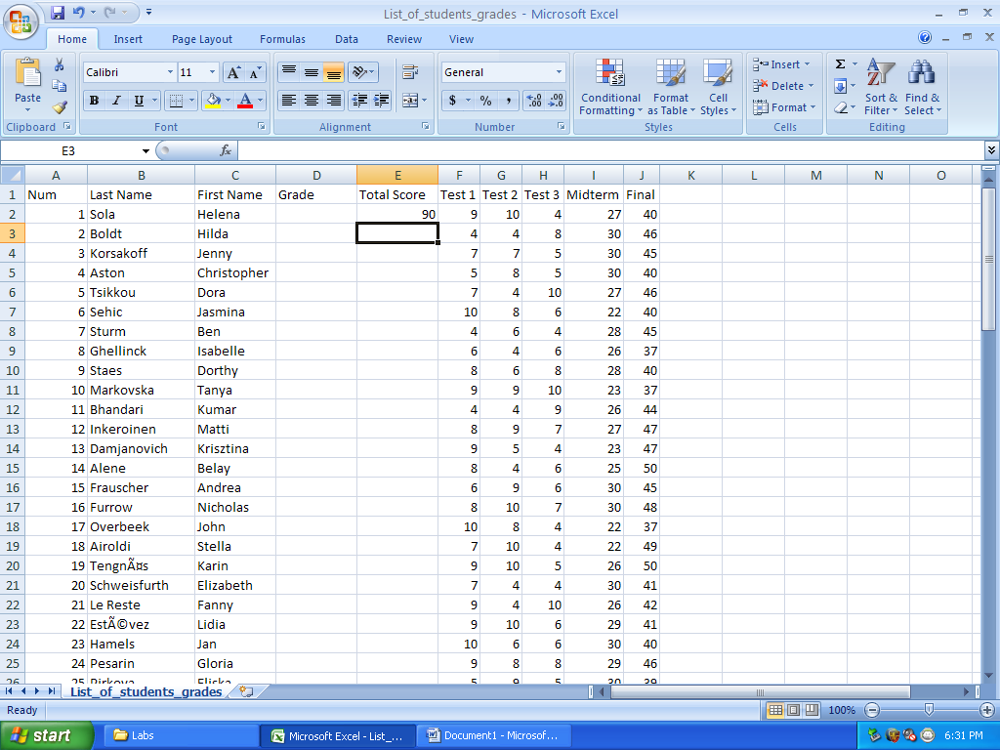 List_of_students_grades - Microsoft Excel
Home Insert Page Layout Formulas Data Review View
Calibri 11 General
Paste
B I U $ % ,
Conditional Formatting Format as Table Cell Styles
Insert
Delete
Format
Sort & Filter Find & Select
Clipboard Font Alignment Number Styles Cells Editing
E3 fx
A B C D E F G H I J K L M N O
1 Num Last Name First Name Grade Total Score Test 1 Test 2 Test 3 Midterm Final
2 1 Sola Helena 90 9 10 4 27 40
3 2 Boldt Hilda 4 4 8 30 46
4 3 Korsakoff Jenny 7 7 5 30 45
5 4 Aston Christopher 5 8 5 30 40
6 5 Tsikkou Dora 7 4 10 27 46
7 6 Sehic Jasmina 10 8 6 22 40
8 7 Sturm Ben 4 6 4 28 45
9 8 Ghellinck Isabelle 6 4 6 26 37
10 9 Staes Dorthy 8 6 8 28 40
11 10 Markovska Tanya 9 9 10 23 37
12 11 Bhandari Kumar 4 4 9 26 44
13 12 Inkeroinen Matti 8 9 7 27 47
14 13 Damjanovich Krisztina 9 5 4 23 47
15 14 Alene Belay 8 4 6 25 50
16 15 Frauscher Andrea 6 9 6 30 45
17 16 Furrow Nicholas 8 10 7 30 48
18 17 Overbeek John 10 8 4 22 37
19 18 Airoldi Stella 7 10 4 22 49
20 19 TengnÃ¤s Karin 9 10 5 26 50
21 20 Schweisfurth Elizabeth 7 4 4 30 41
22 21 Le Reste Fanny 9 4 10 26 42
23 22 EstÃ©vez Lidia 9 10 6 29 41
24 23 Hamels Jan 10 6 6 30 40
25 24 Pesarin Gloria 9 8 8 29 46
26 25 Pirkova Eliska 5 9 5 30 39
List_of_students_grades
Ready 100%
start Labs Microsoft Excel - List_... Document1 - Microsof... 6:31 PM